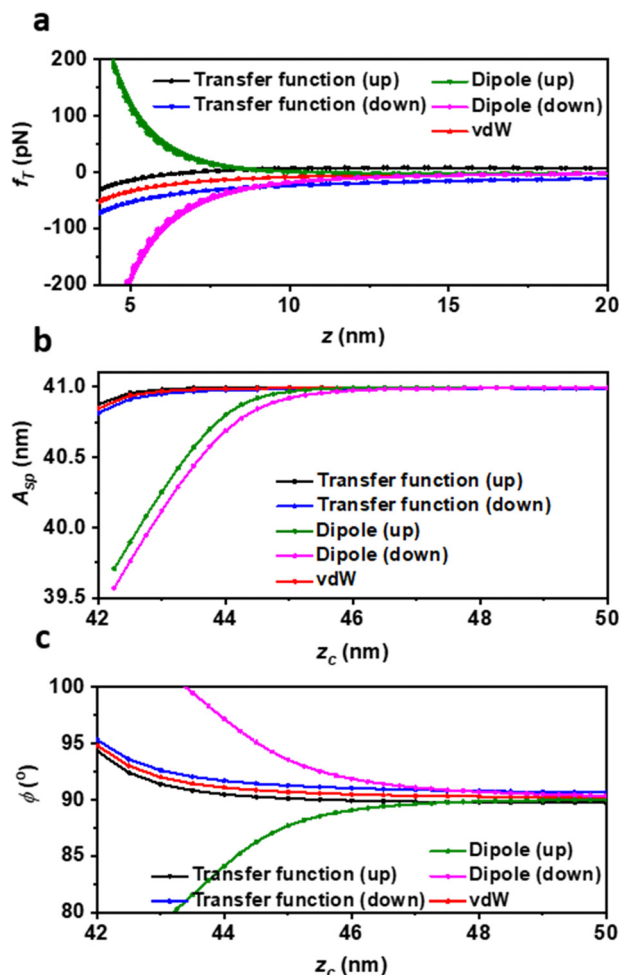 a
200
100
0
-100
-200
f_T (pN)
Transfer function (up)
Transfer function (down)
Dipole (up)
Dipole (down)
vdW
5
10
15
20
z (nm)
b
41.0
40.5
40.0
39.5
A_sp (nm)
Transfer function (up)
Transfer function (down)
Dipole (up)
Dipole (down)
vdW
42
44
46
48
50
z_c (nm)
c
100
95
90
85
80
ϕ (º)
Transfer function (up)
Transfer function (down)
Dipole (up)
Dipole (down)
vdW
42
44
46
48
50
z_c (nm)